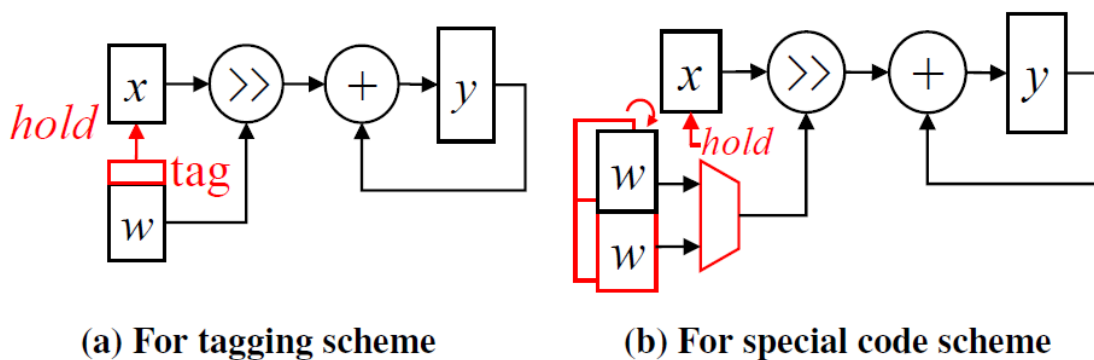 x >> + y
hold
tag
w
(a) For tagging scheme
x >> + y
hold
w
w
(b) For special code scheme